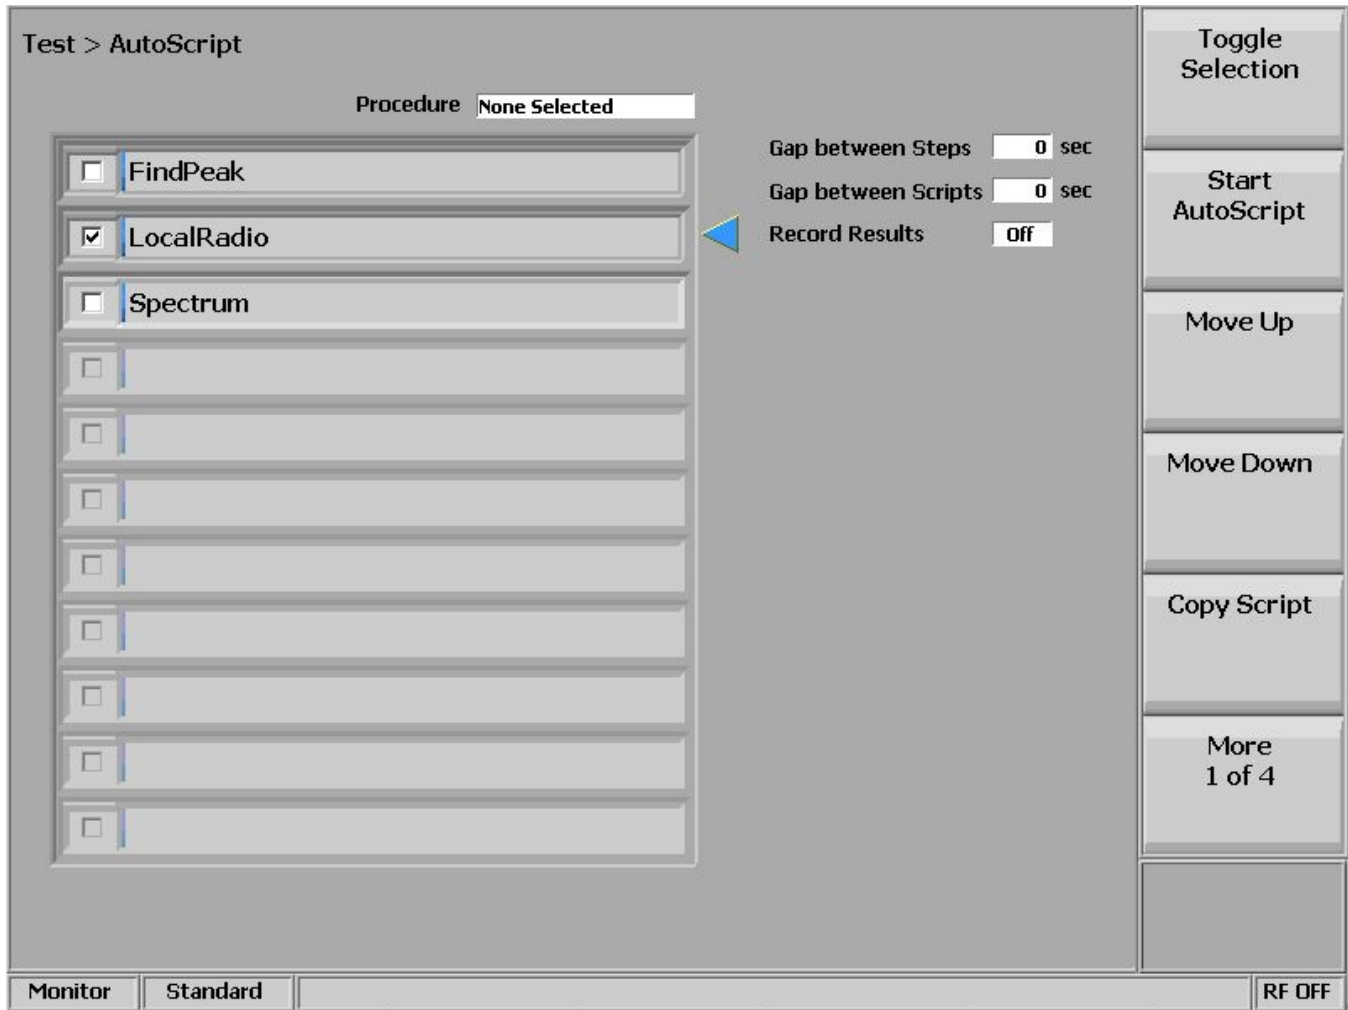 Test > AutoScript
Procedure None Selected
FindPeak
LocalRadio
Spectrum
Gap between Steps 0 sec
Gap between Scripts 0 sec
Record Results Off
Toggle
Selection
Start
AutoScript
Move Up
Move Down
Copy Script
More
1 of 4
Monitor Standard RF OFF